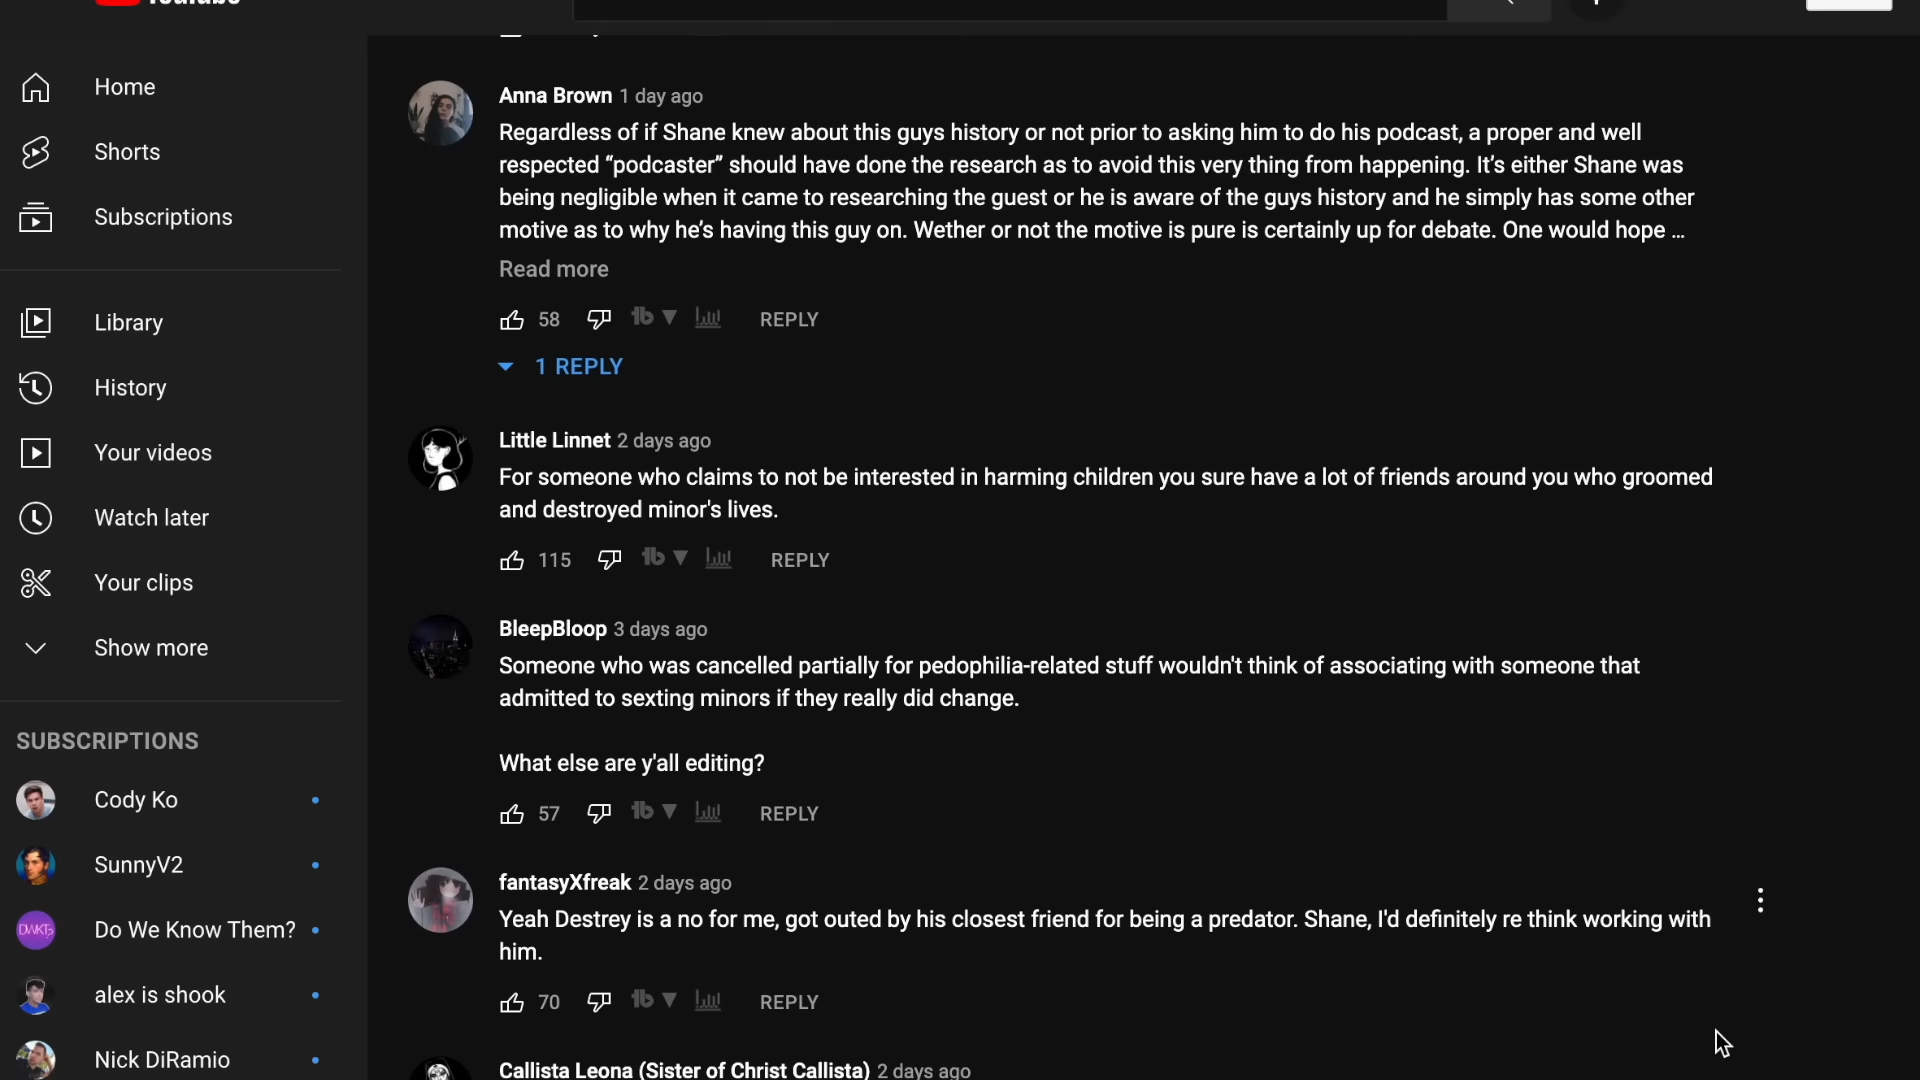 Home
Shorts
Subscriptions
Library
History
Your videos
Watch later
Your clips
Show more
SUBSCRIPTIONS
Cody Ko
SunnyV2
DWKT?
Do We Know Them?
alex is shook
Nick DiRamio
Anna Brown 1 day ago
Regardless of if Shane knew about this guys history or not prior to asking him to do his podcast, a proper and well
respected “podcaster” should have done the research as to avoid this very thing from happening. It’s either Shane was
being negligible when it came to researching the guest or he is aware of the guys history and he simply has some other
motive as to why he’s having this guy on. Wether or not the motive is pure is certainly up for debate. One would hope ...
Read more
58 REPLY
1 REPLY
Little Linnet 2 days ago
For someone who claims to not be interested in harming children you sure have a lot of friends around you who groomed
and destroyed minor's lives.
115 REPLY
BleepBloop 3 days ago
Someone who was cancelled partially for pedophilia-related stuff wouldn't think of associating with someone that
admitted to sexting minors if they really did change.
What else are y'all editing?
57 REPLY
fantasyXfreak 2 days ago
Yeah Destrey is a no for me, got outed by his closest friend for being a predator. Shane, I'd definitely re think working with
him.
70 REPLY
Callista Leona (Sister of Christ Callista) 2 days ago